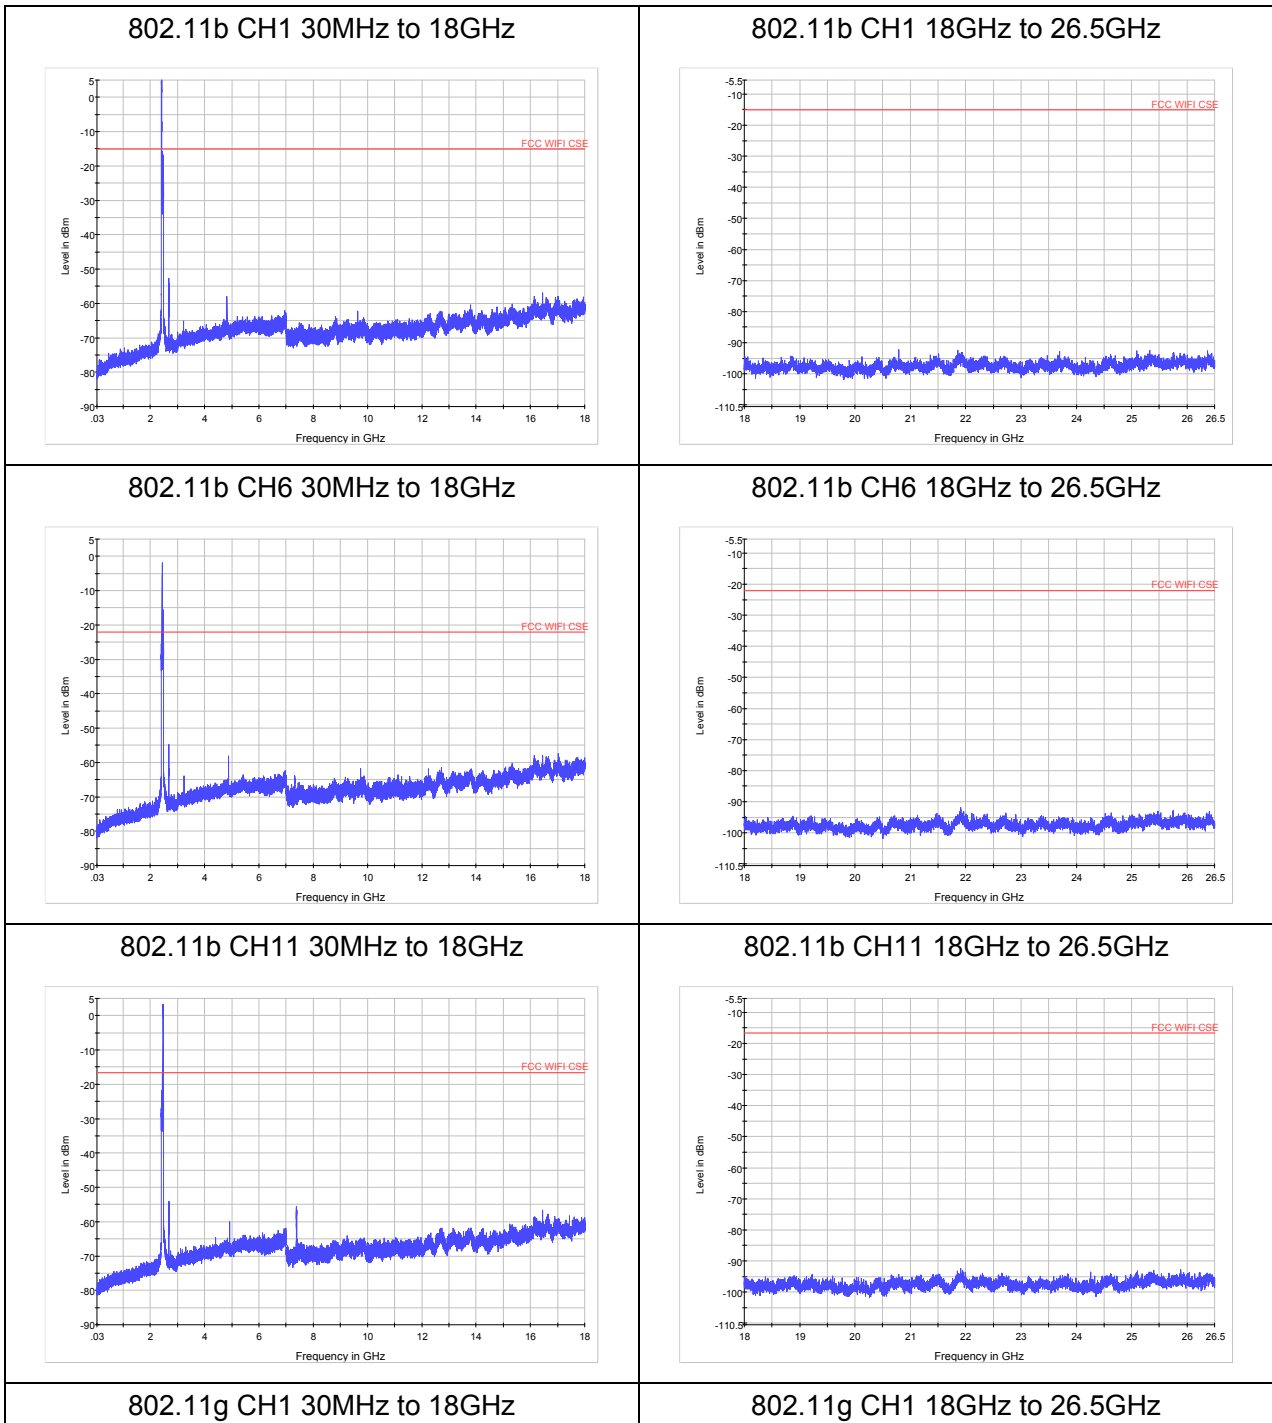 802.11b CH1 30MHz to 18GHz
802.11b CH1 18GHz to 26.5GHz
5
0
-10
-20
-30
-40
-50
-60
-70
-80
-90
Level in dBm
FCC WIFI CSE
.03 2 4 6 8 10 12 14 16 18
Frequency in GHz
-5.5
-10
-20
-30
-40
-50
-60
-70
-80
-90
-100
-110.5
Level in dBm
FCC WIFI CSE
18 19 20 21 22 23 24 25 26 26.5
Frequency in GHz
802.11b CH6 30MHz to 18GHz
802.11b CH6 18GHz to 26.5GHz
5
0
-10
-20
-30
-40
-50
-60
-70
-80
-90
Level in dBm
FCC WIFI CSE
.03 2 4 6 8 10 12 14 16 18
Frequency in GHz
-5.5
-10
-20
-30
-40
-50
-60
-70
-80
-90
-100
-110.5
Level in dBm
FCC WIFI CSE
18 19 20 21 22 23 24 25 26 26.5
Frequency in GHz
802.11b CH11 30MHz to 18GHz
802.11b CH11 18GHz to 26.5GHz
5
0
-10
-20
-30
-40
-50
-60
-70
-80
-90
Level in dBm
FCC WIFI CSE
.03 2 4 6 8 10 12 14 16 18
Frequency in GHz
-5.5
-10
-20
-30
-40
-50
-60
-70
-80
-90
-100
-110.5
Level in dBm
FCC WIFI CSE
18 19 20 21 22 23 24 25 26 26.5
Frequency in GHz
802.11g CH1 30MHz to 18GHz
802.11g CH1 18GHz to 26.5GHz